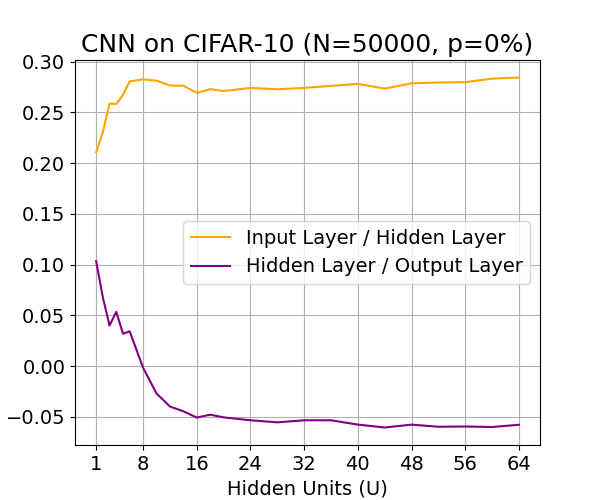 CNN on CIFAR-10 (N=50000, p=0%)
0.30
0.25
0.20
0.15
0.10
0.05
0.00
−0.05
Input Layer / Hidden Layer
Hidden Layer / Output Layer
1 8 16 24 32 40 48 56 64
Hidden Units (U)